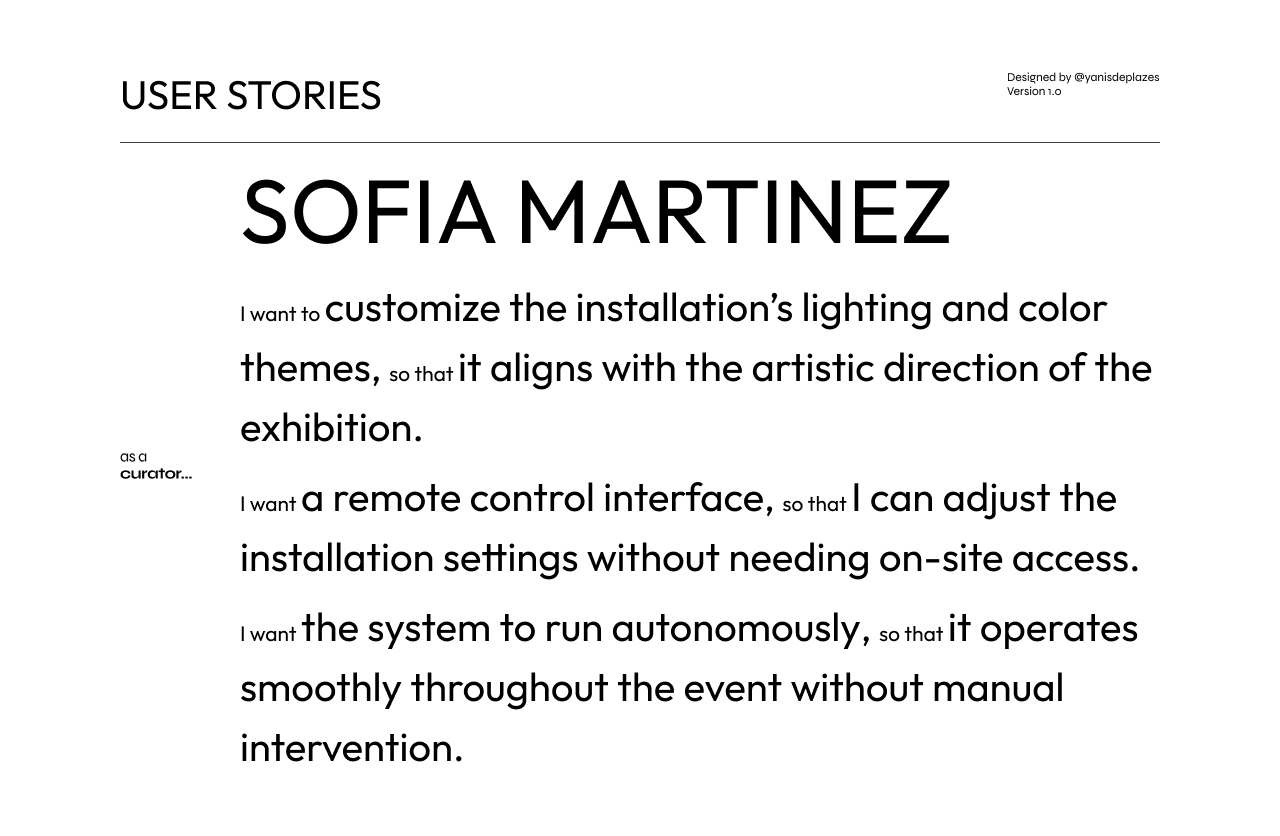 USER STORIES
Designed by @yanisdeplazes
Version 1.0
SOFIA MARTINEZ
as a
curator...
I want to customize the installation’s lighting and color
themes, so that it aligns with the artistic direction of the
exhibition.
I want a remote control interface, so that I can adjust the
installation settings without needing on-site access.
I want the system to run autonomously, so that it operates
smoothly throughout the event without manual
intervention.